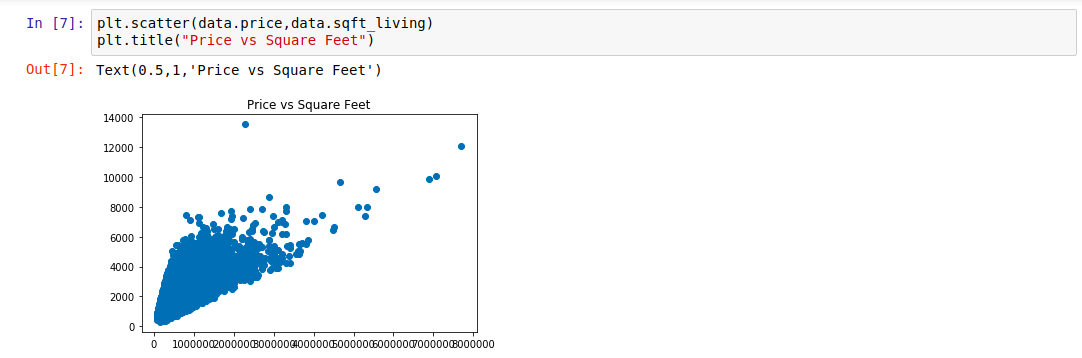 In [7]: plt.scatter(data.price,data.sqft_living)
plt.title("Price vs Square Feet")
Out[7]: Text(0.5,1,'Price vs Square Feet')
Price vs Square Feet
14000
12000
10000
8000
6000
4000
2000
0
0 1000000 2000000 3000000 4000000 5000000 6000000 7000000 8000000